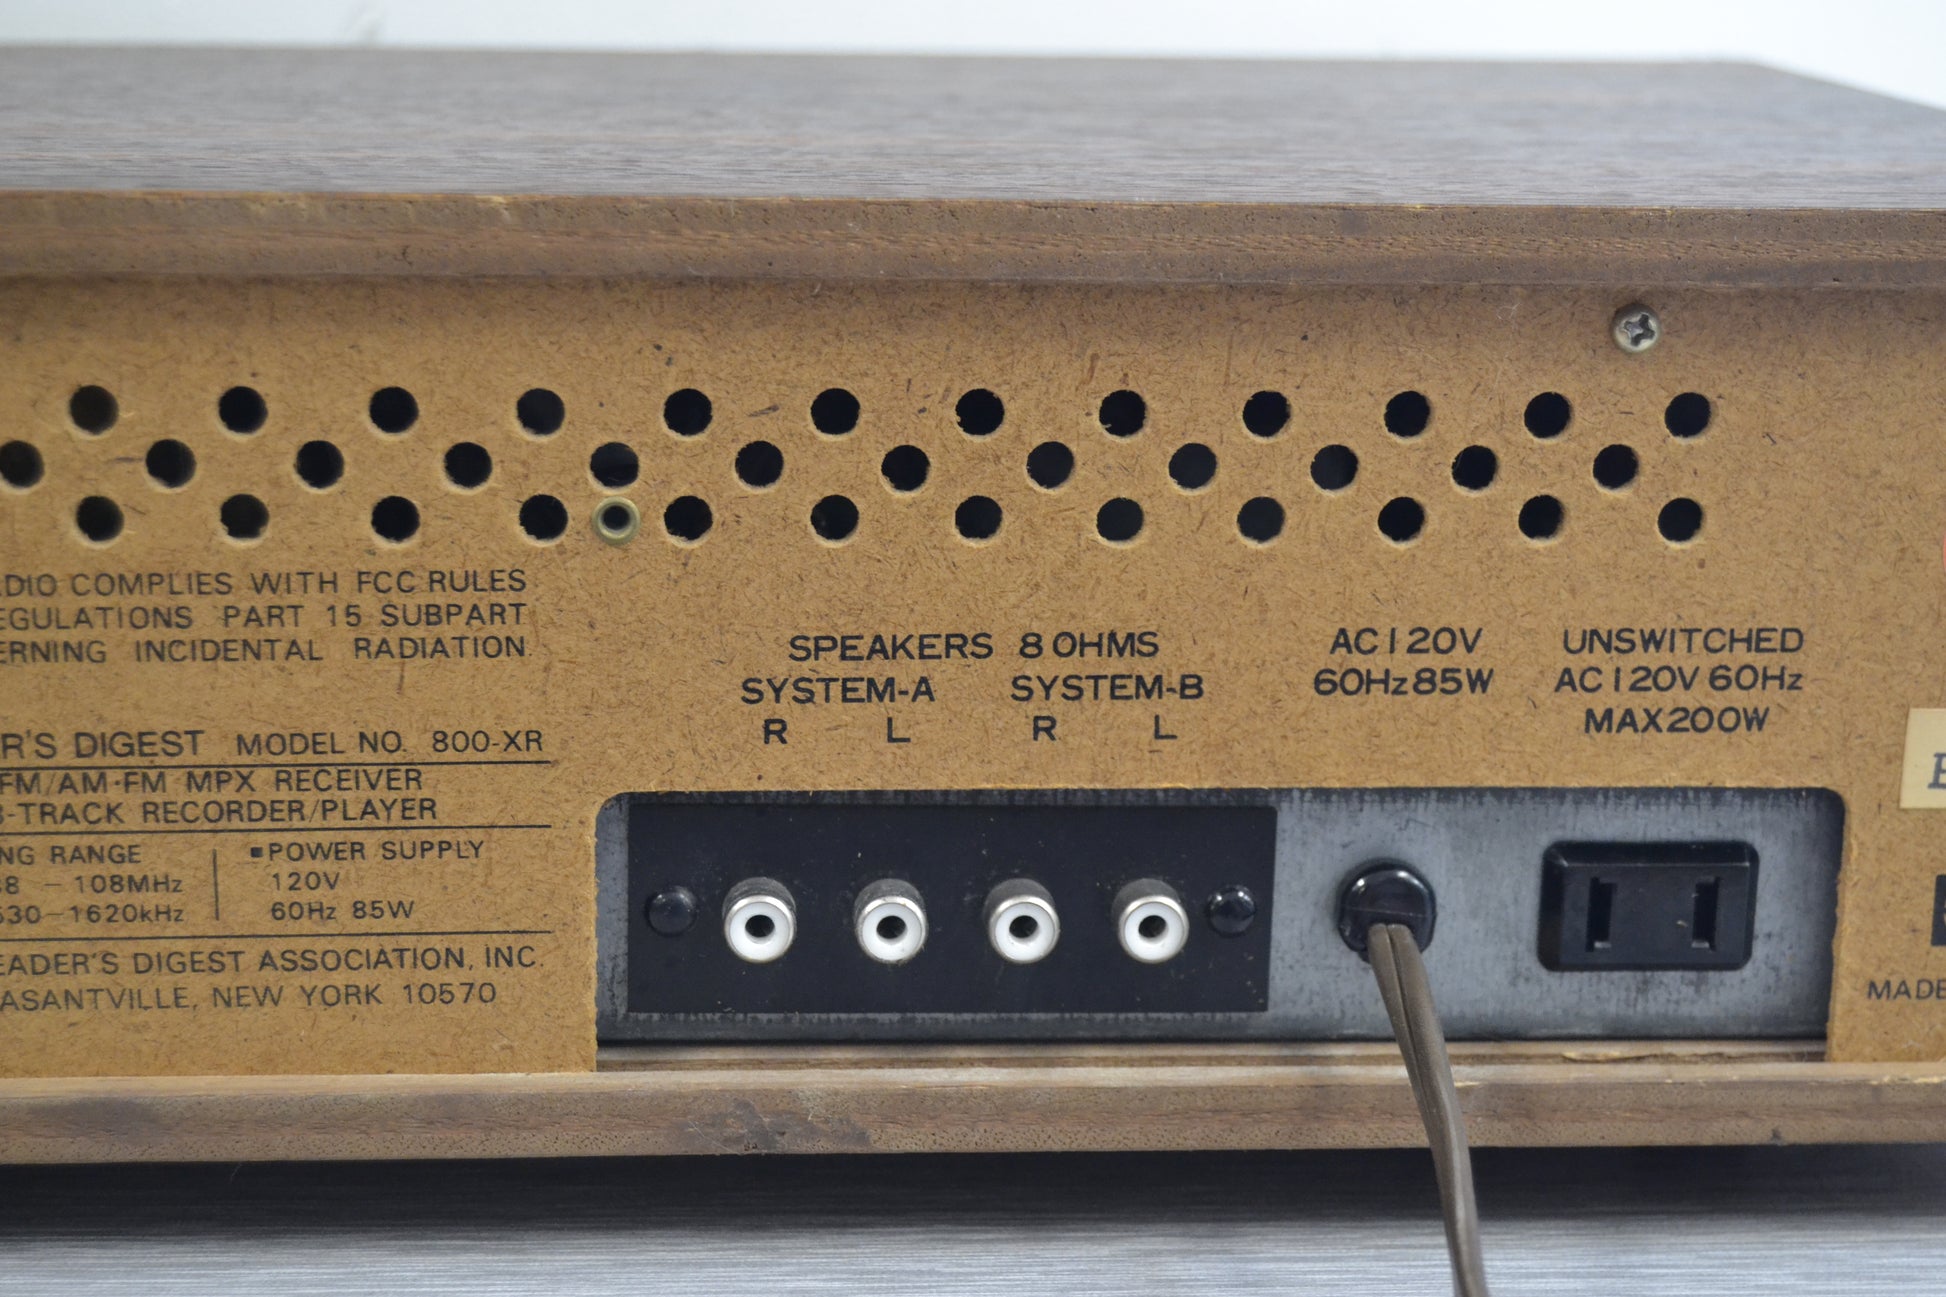 DIO COMPLIES WITH FCC RULES
EGULATIONS PART 15 SUBPART
ERNING INCIDENTAL RADIATION.
R'S DIGEST MODEL NO. 800-XR
FM/AM·FM MPX RECEIVER
8-TRACK RECORDER/PLAYER
NG RANGE
88 – 108MHz
530–1620kHz
■POWER SUPPLY
120V
60Hz 85W
EADER'S DIGEST ASSOCIATION, INC.
ASANTVILLE, NEW YORK 10570
SPEAKERS 8 OHMS
SYSTEM-A SYSTEM-B
R L R L
AC 120V
60Hz 85W
UNSWITCHED
AC 120V 60Hz
MAX 200W
MADE